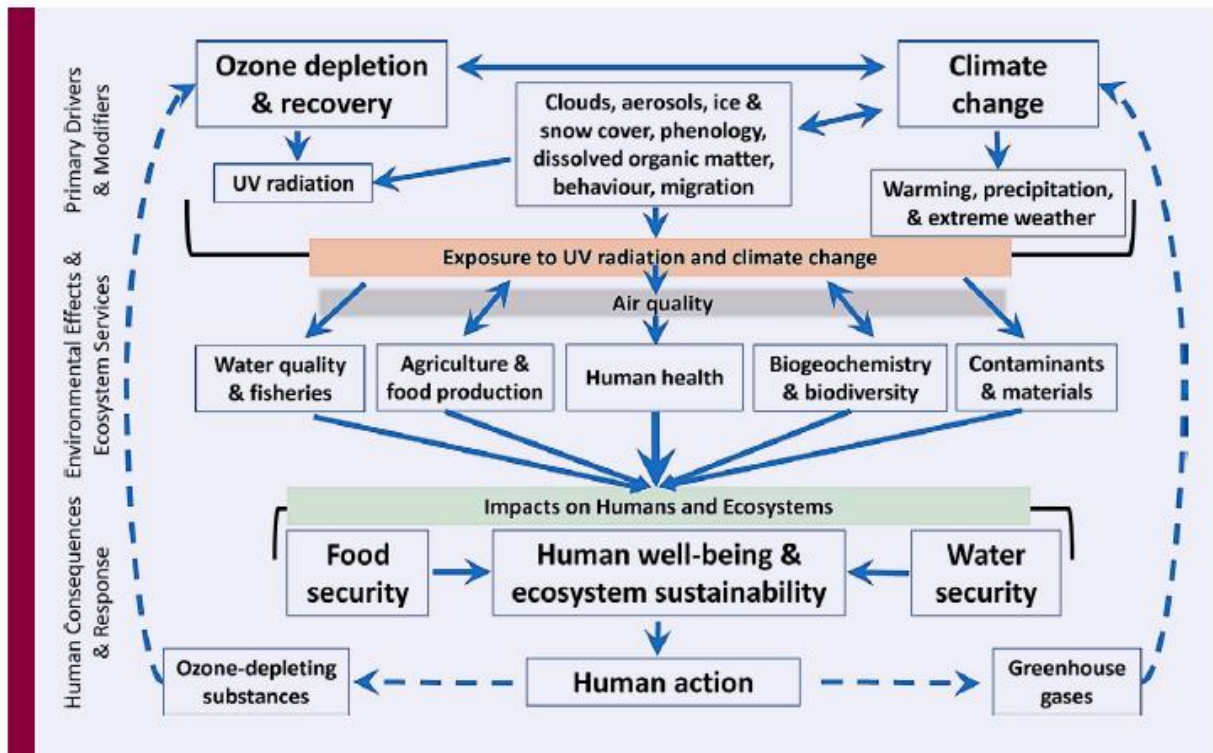 Primary Drivers
& Modifiers
Ozone depletion
& recovery
Climate
change
Clouds, aerosols, ice &
snow cover, phenology,
dissolved organic matter,
behaviour, migration
UV radiation
Warming, precipitation,
& extreme weather
Exposure to UV radiation and climate change
Environmental Effects &
Ecosystem Services
Air quality
Water quality
& fisheries
Agriculture &
food production
Human health
Biogeochemistry
& biodiversity
Contaminants
& materials
Human Consequences
& Response
Impacts on Humans and Ecosystems
Food
security
Human well-being &
ecosystem sustainability
Water
security
Ozone-depleting
substances
Human action
Greenhouse
gases